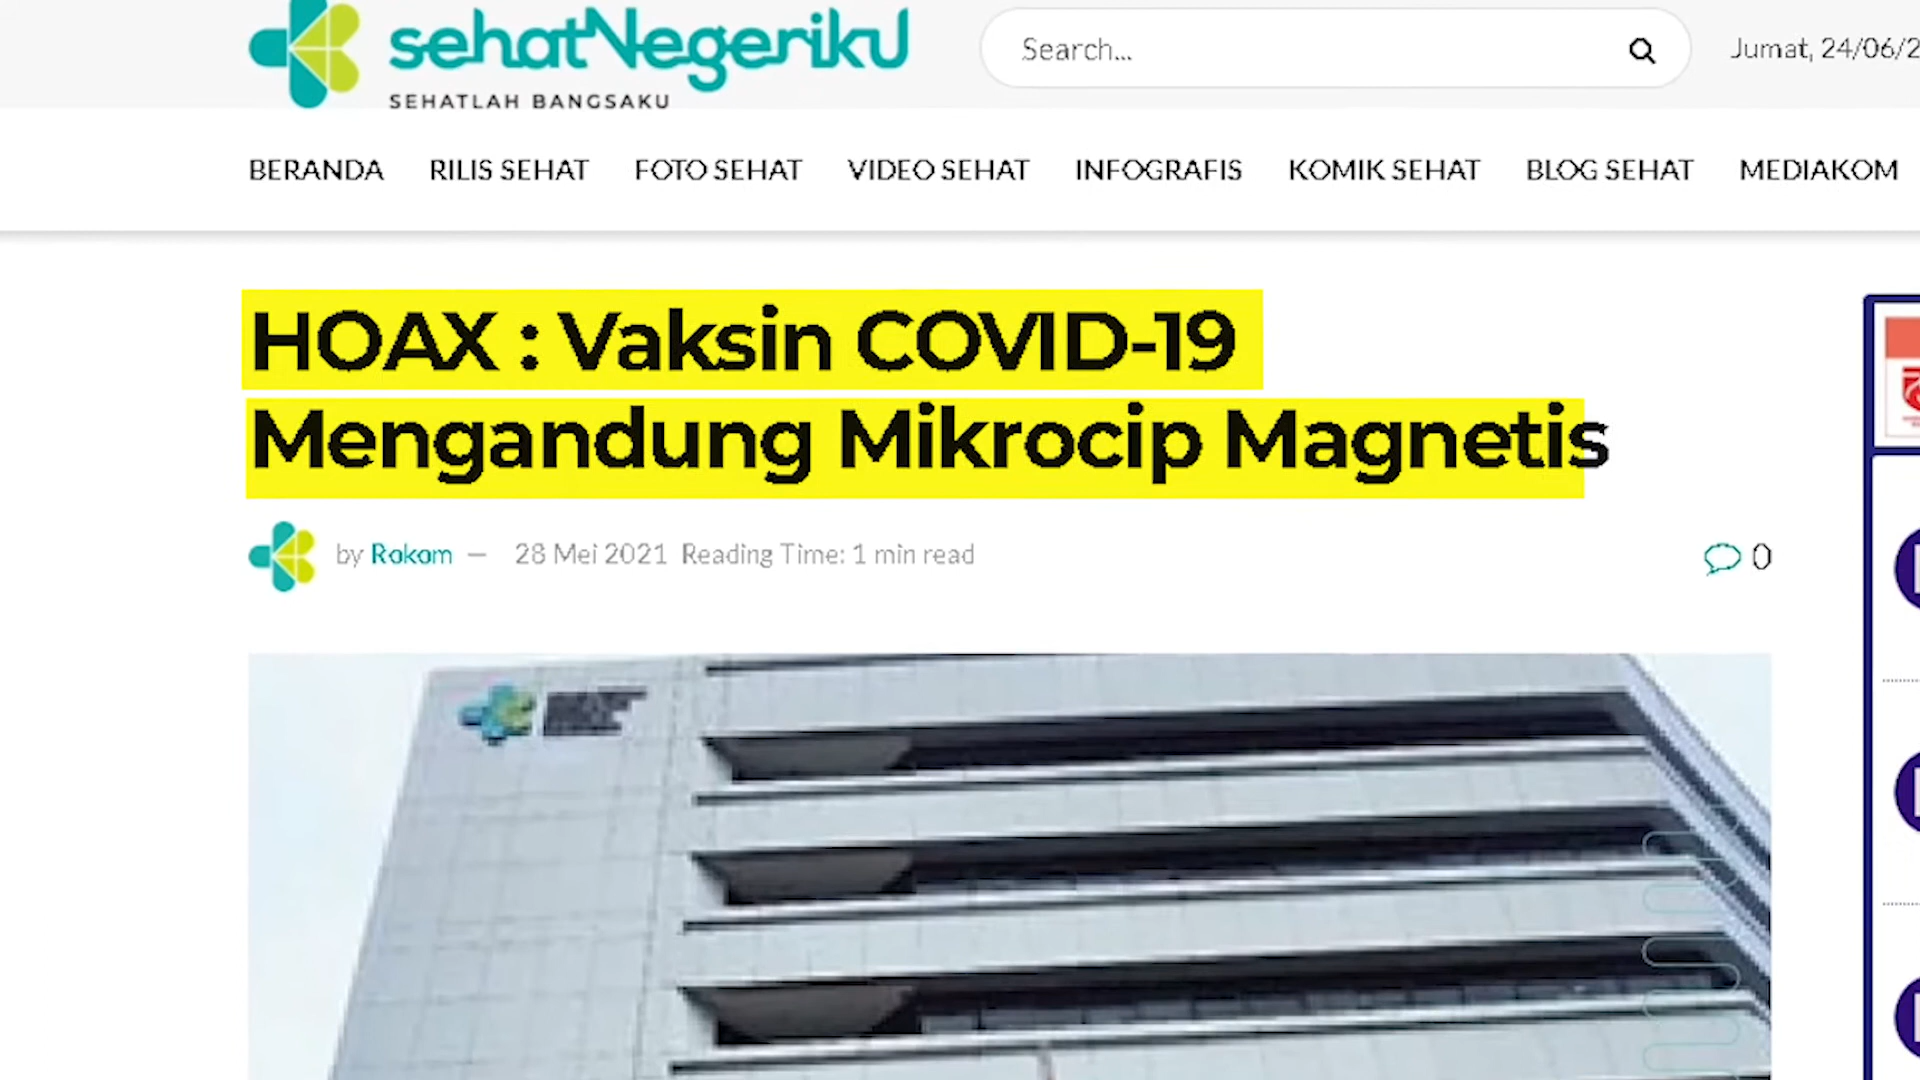 sehatNegeriku
SEHATLAH BANGSAKU
Search...
Jumat, 24/06/2
BERANDA RILIS SEHAT FOTO SEHAT VIDEO SEHAT INFOGRAFIS KOMIK SEHAT BLOG SEHAT MEDIAKOM
HOAX : Vaksin COVID-19
Mengandung Mikrocip Magnetis
by Rokom — 28 Mei 2021 Reading Time: 1 min read
0